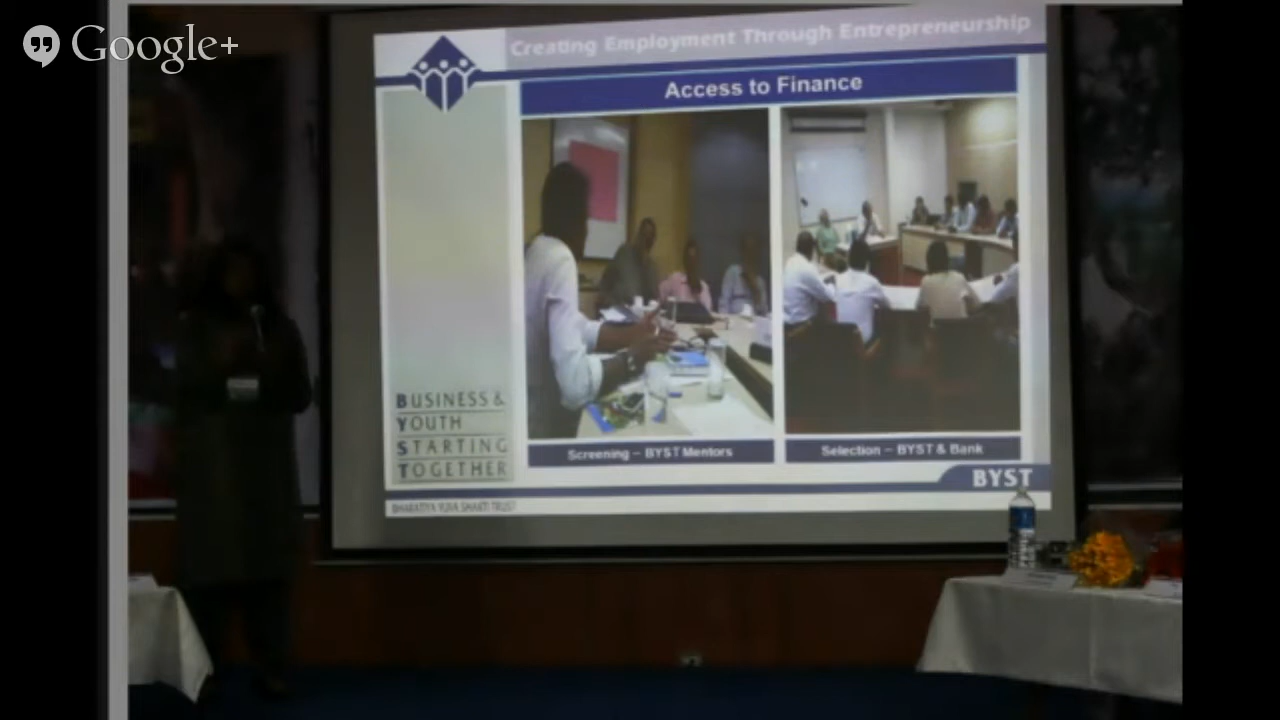 Google+
Creating Employment Through Entrepreneurship
Access to Finance
BUSINESS &
YOUTH
STARTING
TOGETHER
Screening – BYST Mentors
Selection – BYST & Bank
BYST
BHARATIYA YUVA SHAKTI TRUST